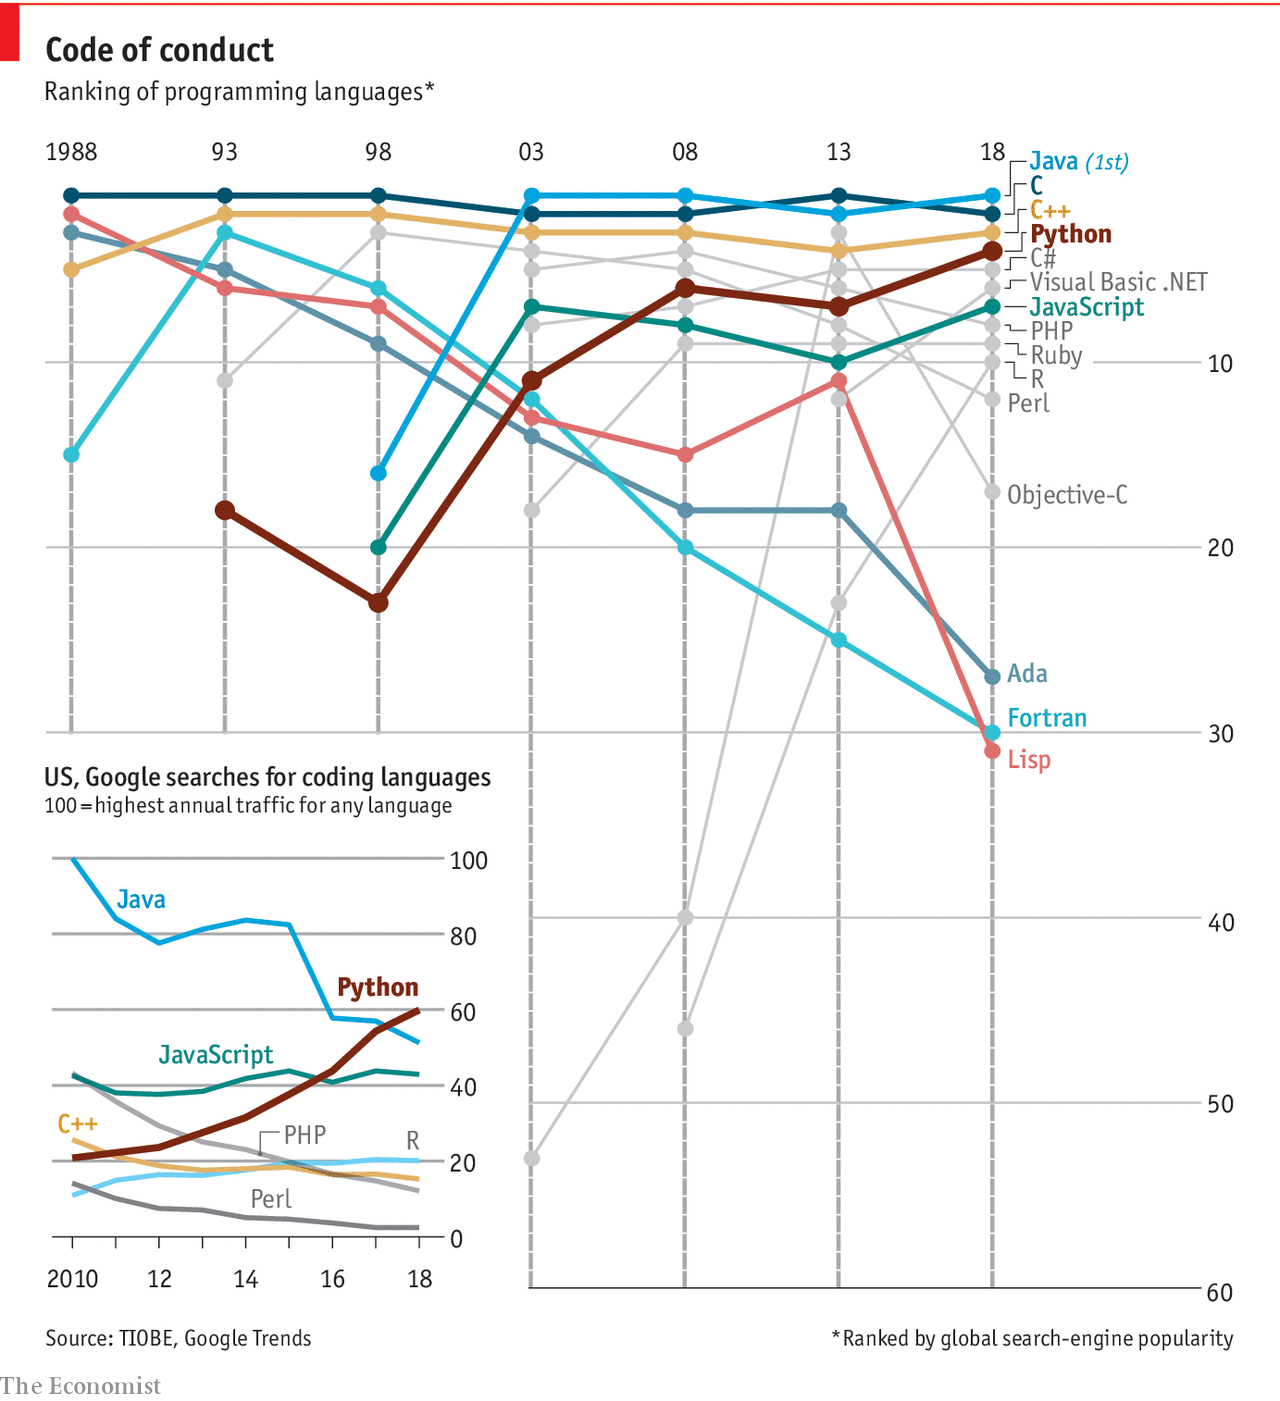 Code of conduct
Ranking of programming languages*
1988 93 98 03 08 13 18
Java (1st)
C
C++
Python
C#
Visual Basic .NET
JavaScript
PHP
Ruby
10
R
Perl
Objective-C
20
Ada
Fortran
30
Lisp
40
50
60
US, Google searches for coding languages
100=highest annual traffic for any language
100
Java
80
Python
60
JavaScript
40
C++
PHP
R
20
Perl
0
2010 12 14 16 18
Source: TIOBE, Google Trends
*Ranked by global search-engine popularity
The Economist